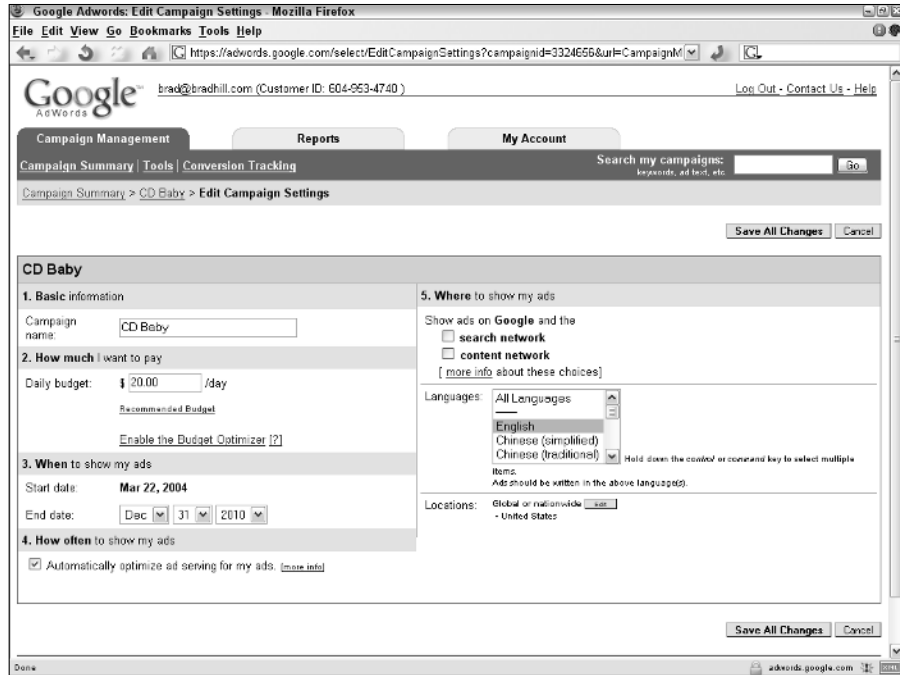 Google Adwords: Edit Campaign Settings - Mozilla Firefox
File Edit View Go Bookmarks Tools Help
https://adwords.google.com/select/EditCampaignSettings?campaignid=3324656&url=CampaignM
Google
AdWords
brad@bradhill.com (Customer ID: 604-953-4740 )
Log Out - Contact Us - Help
Campaign Management
Reports
My Account
Campaign Summary | Tools | Conversion Tracking
Search my campaigns:
keywords, ad text, etc
Go
Campaign Summary > CD Baby > Edit Campaign Settings
Save All Changes
Cancel
CD Baby
1. Basic information
Campaign name:
CD Baby
2. How much I want to pay
Daily budget:
$ 20.00 /day
Recommended Budget
Enable the Budget Optimizer [?]
3. When to show my ads
Start date: Mar 22, 2004
End date: Dec 31 2010
4. How often to show my ads
Automatically optimize ad serving for my ads. [more info]
5. Where to show my ads
Show ads on Google and the
search network
content network
[ more info about these choices]
Languages:
All Languages
English
Chinese (simplified)
Chinese (traditional)
Hold down the control or command key to select multiple
items.
Ads should be written in the above language(s).
Locations:
Global or nationwide Edit
- United States
Save All Changes
Cancel
Done
adwords.google.com